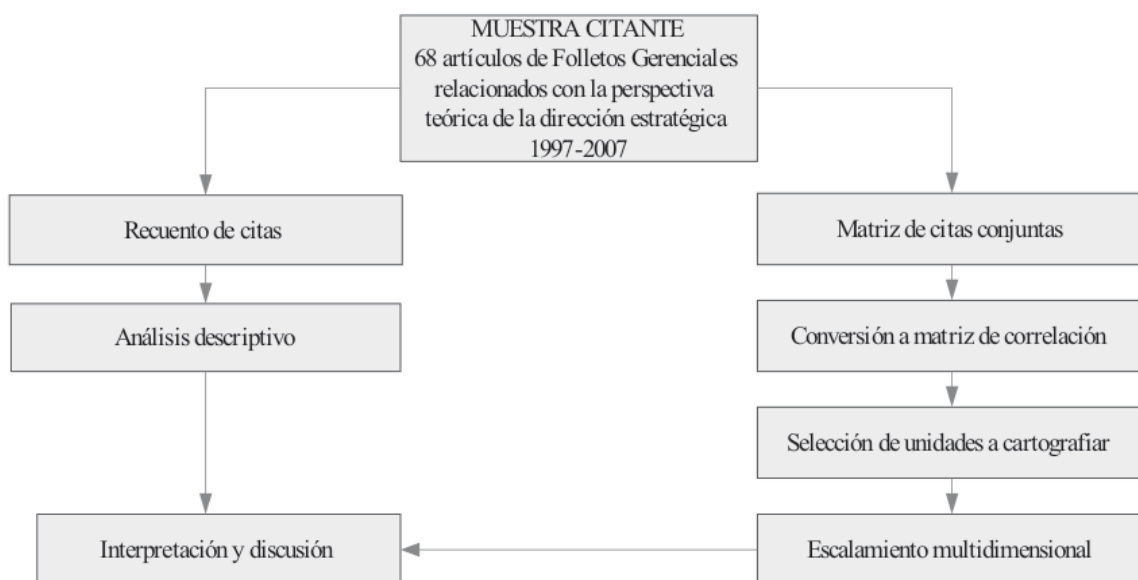 MUESTRA CITANTE
68 artículos de Folletos Gerenciales
relacionados con la perspectiva
teórica de la dirección estratégica
1997-2007
Recuento de citas
Matriz de citas conjuntas
Análisis descriptivo
Conversión a matriz de correlación
Selección de unidades a cartografiar
Interpretación y discusión
Escalamiento multidimensional